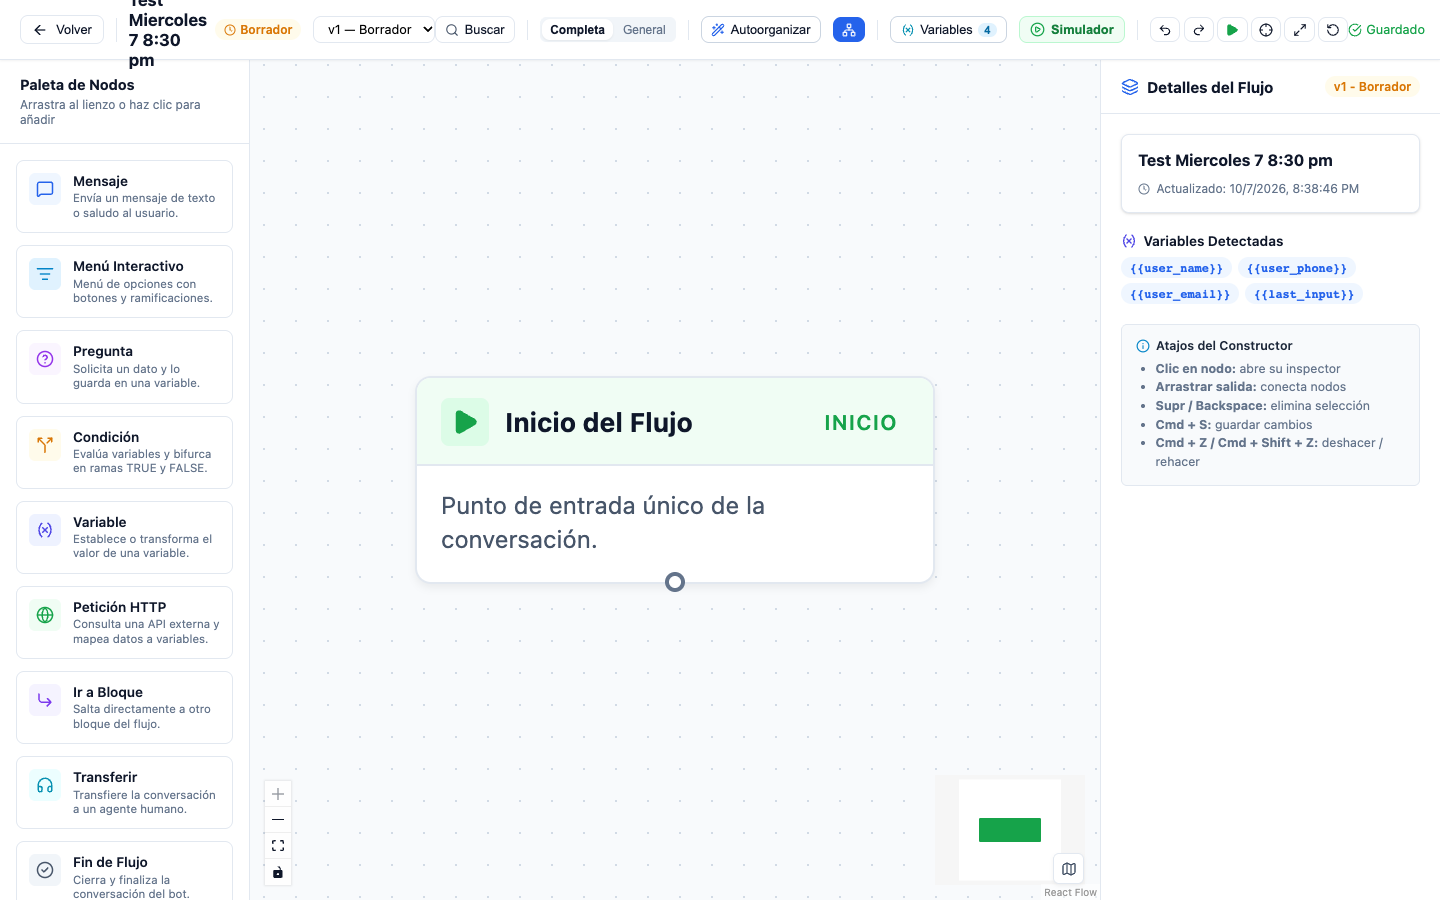 Volver
Test
Miercoles
7 8:30
pm
Borrador
v1 — Borrador
Buscar
Completa
General
Autoorganizar
Variables 4
Simulador
Guardado
Paleta de Nodos
Arrastra al lienzo o haz clic para
añadir
Mensaje
Envía un mensaje de texto
o saludo al usuario.
Menú Interactivo
Menú de opciones con
botones y ramificaciones.
Pregunta
Solicita un dato y lo
guarda en una variable.
Condición
Evalúa variables y bifurca
en ramas TRUE y FALSE.
Variable
Establece o transforma el
valor de una variable.
Petición HTTP
Consulta una API externa y
mapea datos a variables.
Ir a Bloque
Salta directamente a otro
bloque del flujo.
Transferir
Transfiere la conversación
a un agente humano.
Fin de Flujo
Cierra y finaliza la
conversación del bot.
Inicio del Flujo
INICIO
Punto de entrada único de la
conversación.
React Flow
Detalles del Flujo
v1 - Borrador
Test Miercoles 7 8:30 pm
Actualizado: 10/7/2026, 8:38:46 PM
Variables Detectadas
{{user_name}} {{user_phone}}
{{user_email}} {{last_input}}
Atajos del Constructor
• Clic en nodo: abre su inspector
• Arrastrar salida: conecta nodos
• Supr / Backspace: elimina selección
• Cmd + S: guardar cambios
• Cmd + Z / Cmd + Shift + Z: deshacer /
rehacer